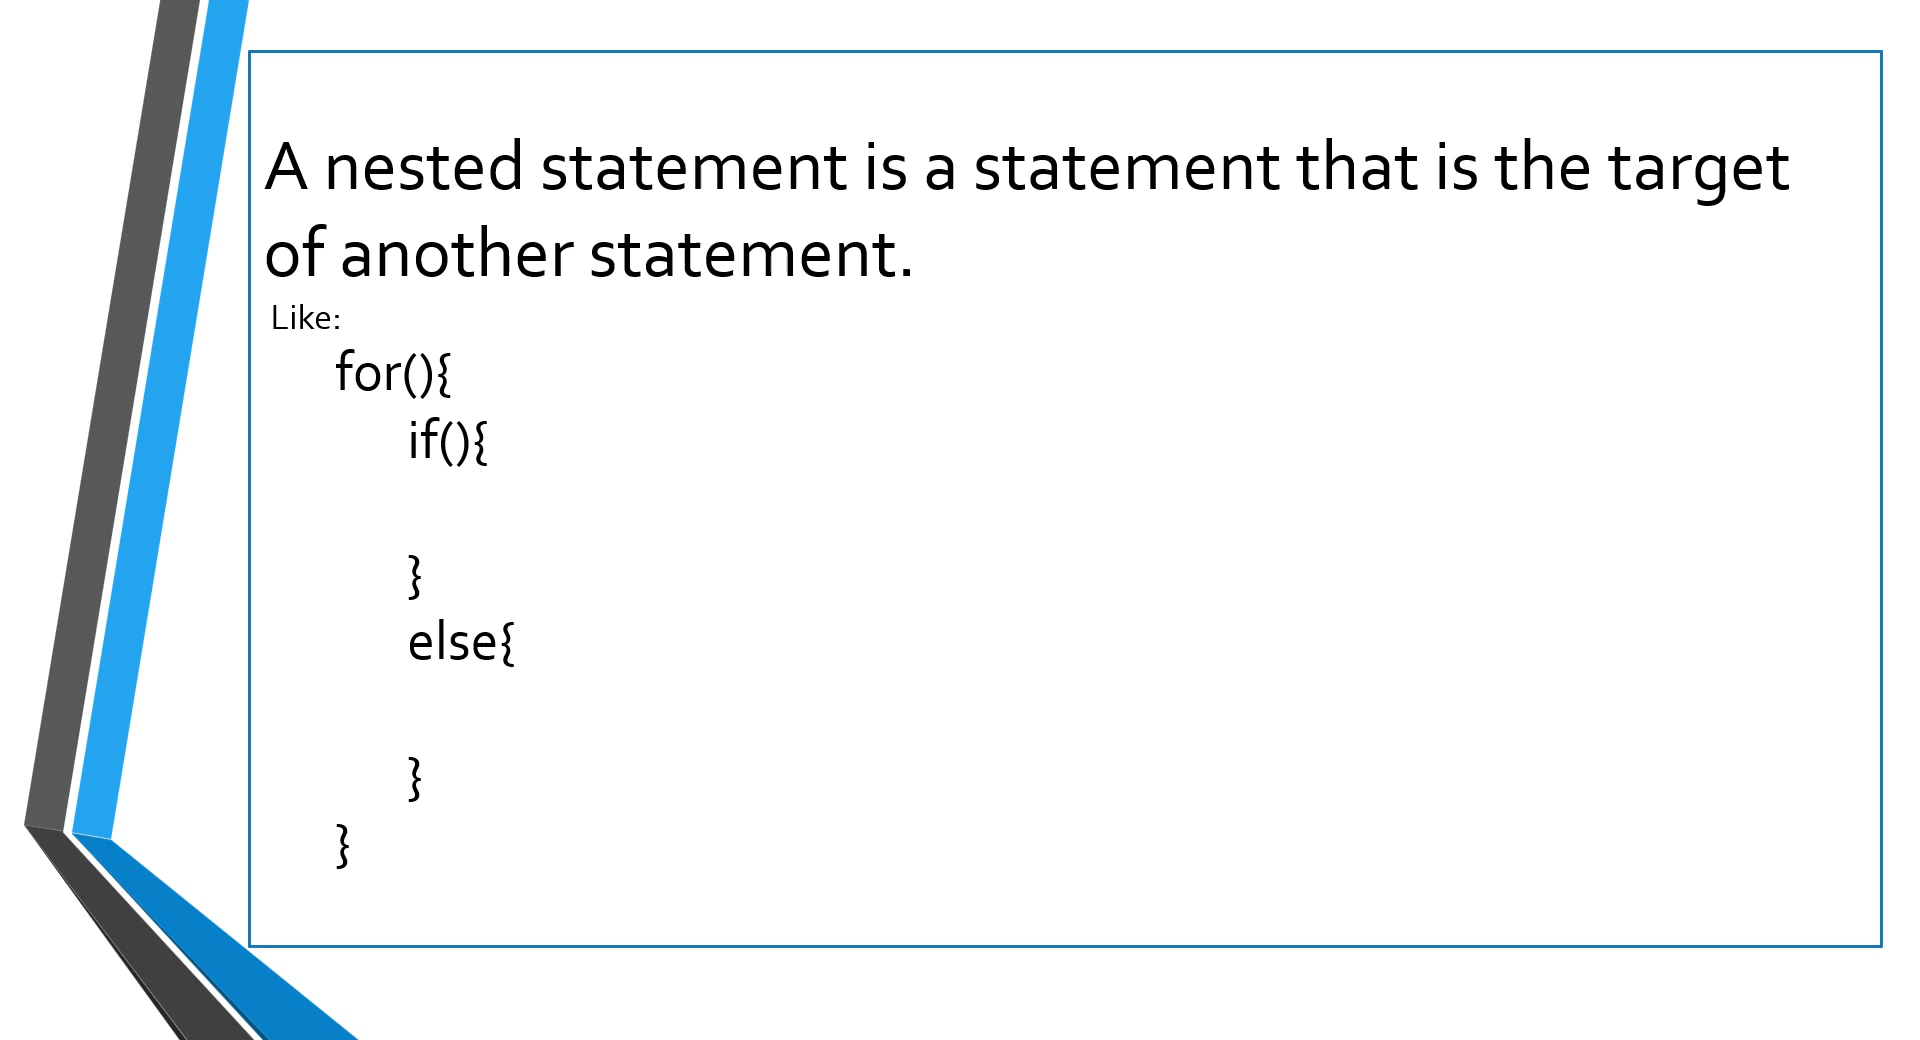 A nested statement is a statement that is the target
of another statement.
Like:
for(){
if(){
}
else{
}
}